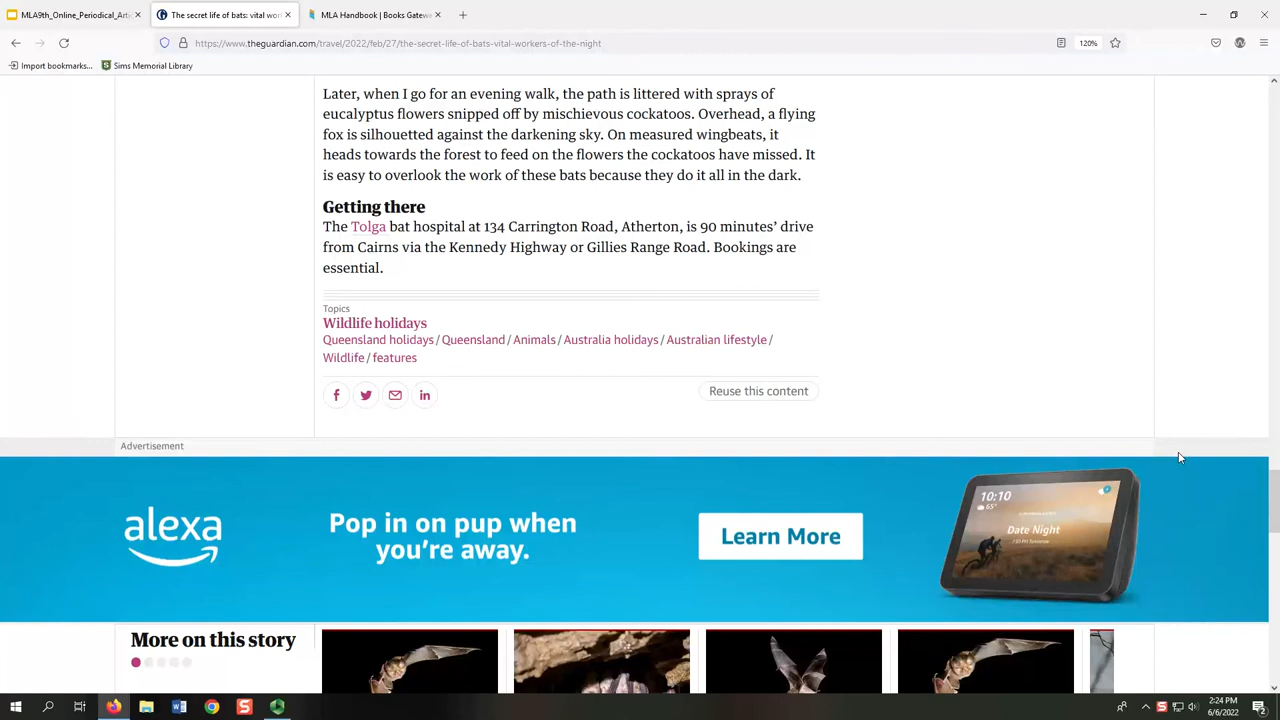 MLA9th_Online_Periodical_Arti
The secret life of bats: vital wor
MLA Handbook | Books Gatewa
https://www.theguardian.com/travel/2022/feb/27/the-secret-life-of-bats-vital-workers-of-the-night
120%
Import bookmarks... Sims Memorial Library
Later, when I go for an evening walk, the path is littered with sprays of
eucalyptus flowers snipped off by mischievous cockatoos. Overhead, a flying
fox is silhouetted against the darkening sky. On measured wingbeats, it
heads towards the forest to feed on the flowers the cockatoos have missed. It
is easy to overlook the work of these bats because they do it all in the dark.
Getting there
The Tolga bat hospital at 134 Carrington Road, Atherton, is 90 minutes' drive
from Cairns via the Kennedy Highway or Gillies Range Road. Bookings are
essential.
Topics
Wildlife holidays
Queensland holidays / Queensland / Animals / Australia holidays / Australian lifestyle /
Wildlife / features
Reuse this content
Advertisement
alexa
Pop in on pup when
you're away.
Learn More
10:10
65°
Date Night
More on this story
2:24 PM
6/6/2022